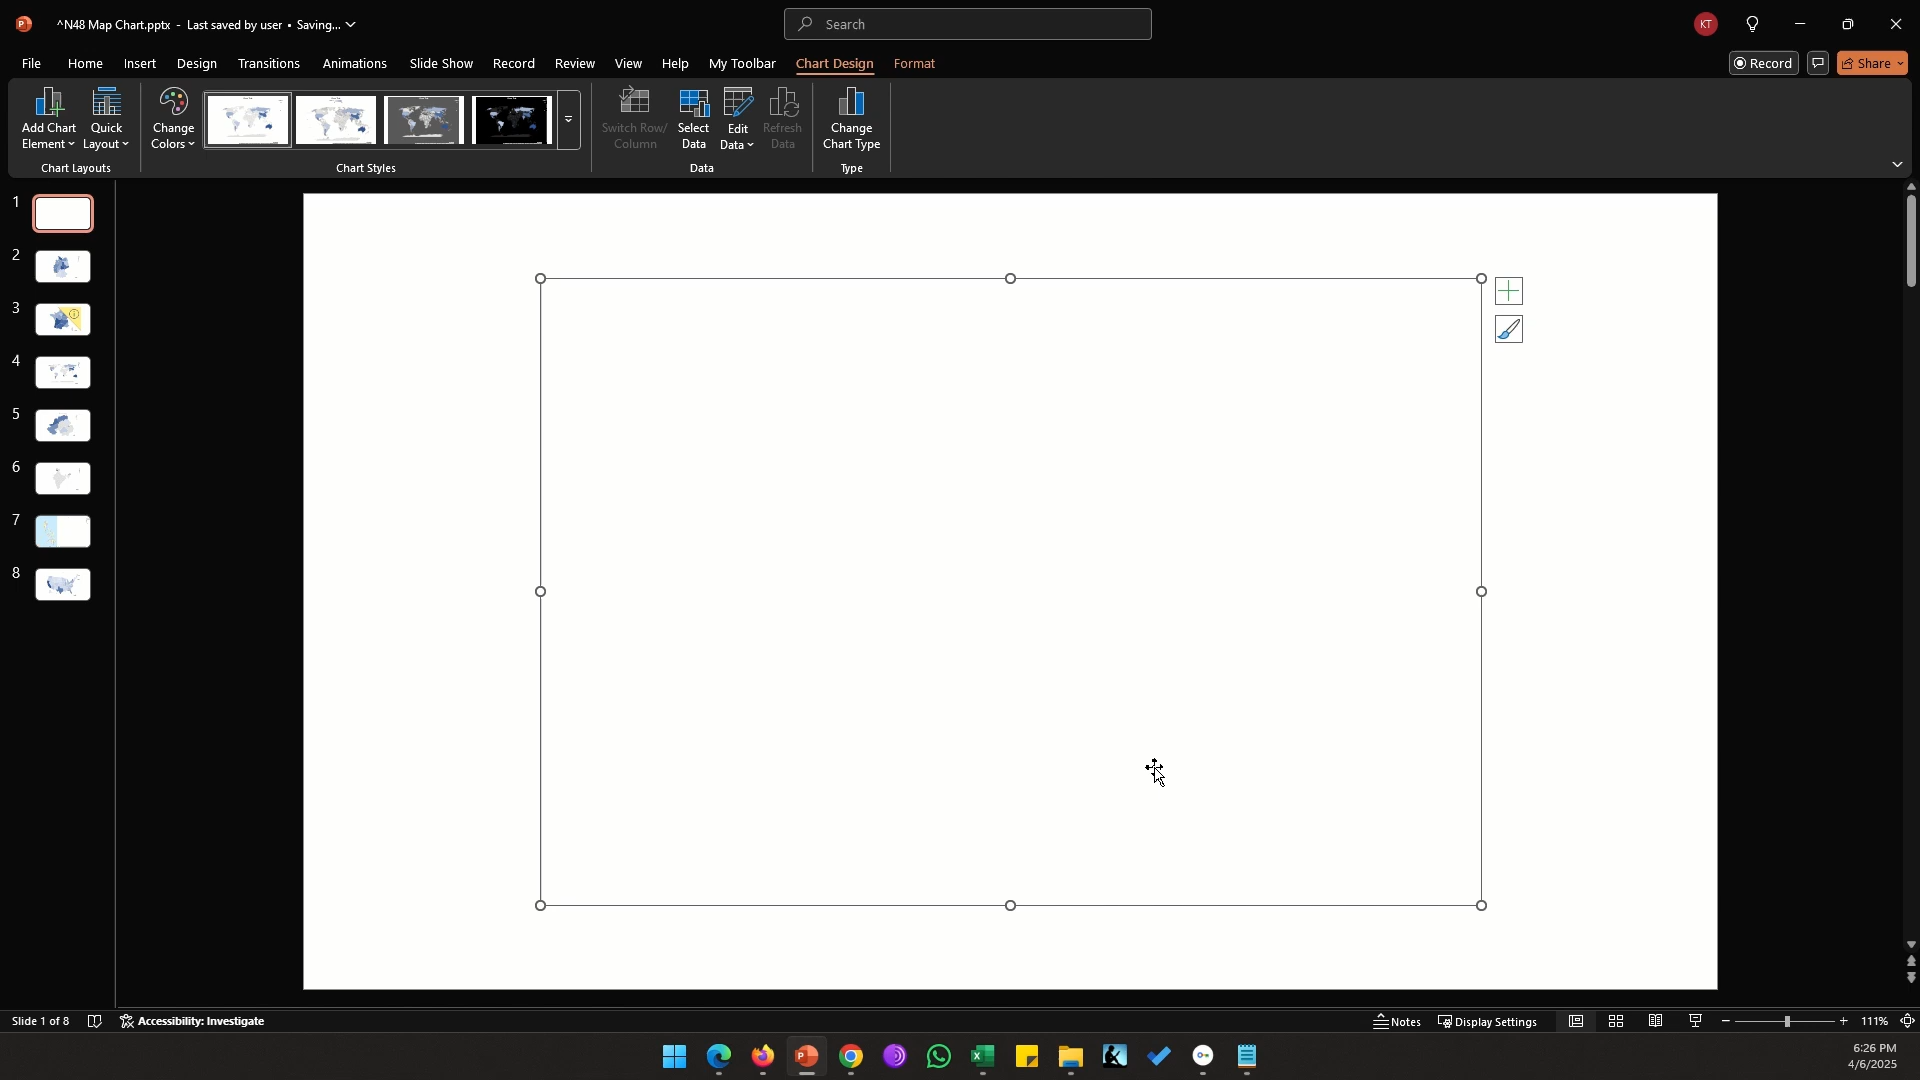 ^N48 Map Chart.pptx - Last saved by user • Saving...
Search
KT
File Home Insert Design Transitions Animations Slide Show Record Review View Help My Toolbar Chart Design Format
Record
Share
Add Chart Element
Quick Layout
Change Colors
Switch Row/ Column
Select Data
Edit Data
Refresh Data
Change Chart Type
Chart Layouts
Chart Styles
Data
Type
1
2
3
4
5
6
7
8
Slide 1 of 8
Accessibility: Investigate
Notes
Display Settings
111%
6:26 PM
4/6/2025